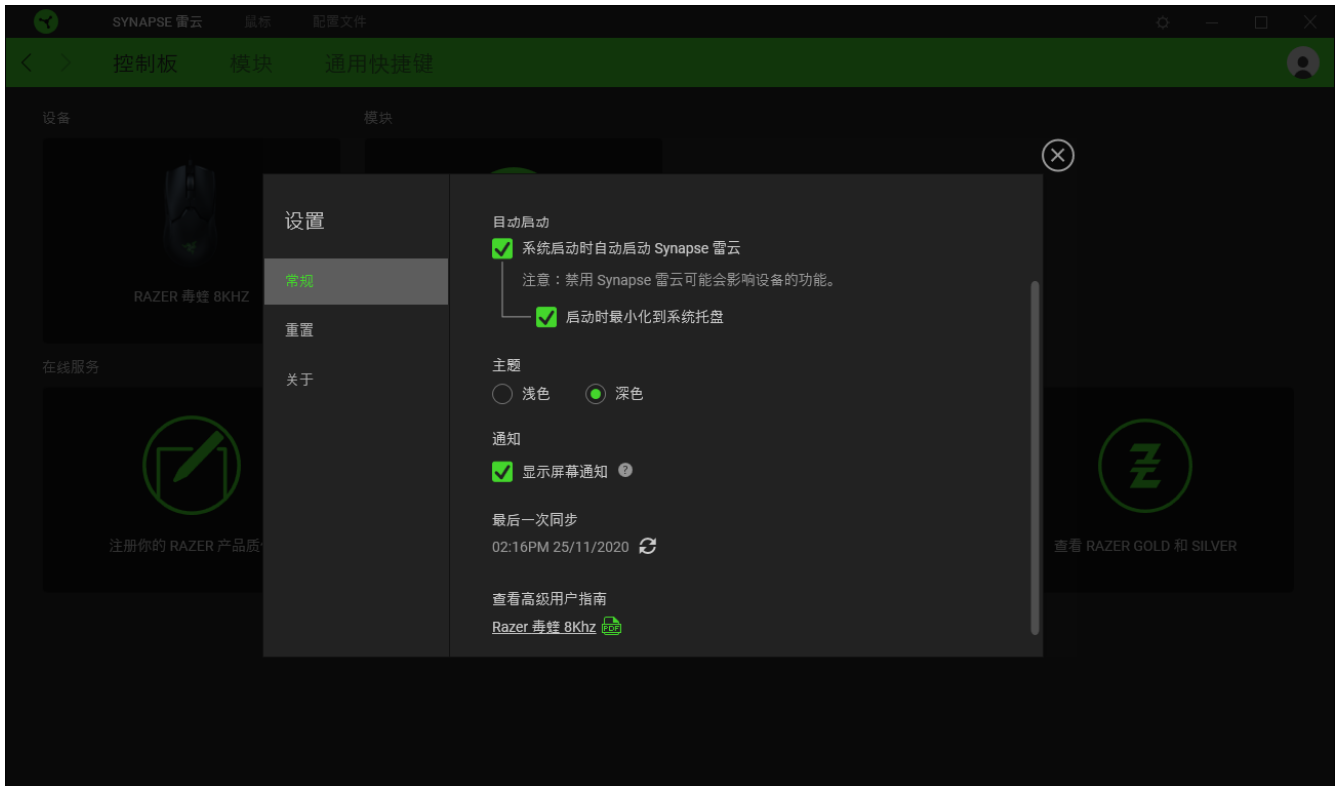 SYNAPSE 雷云 鼠标 配置文件
控制板 模块 通用快捷键
设备 模块
RAZER 毒蝰 8KHZ
在线服务
注册你的 RAZER 产品质
查看 RAZER GOLD 和 SILVER
设置
常规
重置
关于
自动启动
系统启动时自动启动 Synapse 雷云
注意：禁用 Synapse 雷云可能会影响设备的功能。
启动时最小化到系统托盘
主题
浅色 深色
通知
显示屏幕通知 ?
最后一次同步
02:16PM 25/11/2020
查看高级用户指南
Razer 毒蝰 8Khz PDF